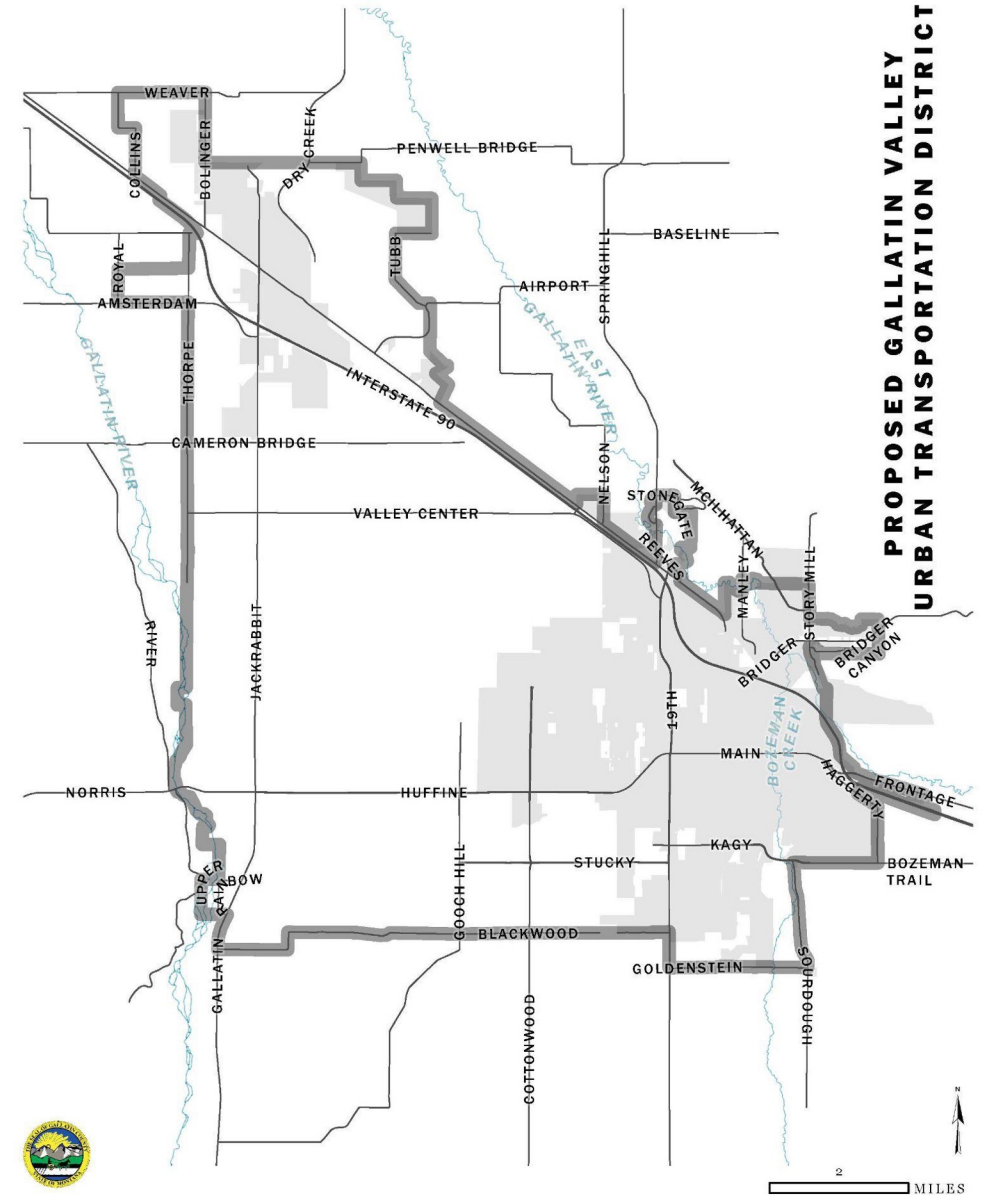 PROPOSED GALLATIN VALLEY
URBAN TRANSPORTATION DISTRICT
WEAVER
COLLINS
BOLINGER
DRY CREEK
PENWELL BRIDGE
ROYAL
TUBB
SPRINGHILL
BASELINE
AIRPORT
AMSTERDAM
EAST
GALLATIN RIVER
GALLATIN RIVER
THORPE
INTERSTATE 90
CAMERON BRIDGE
NELSON
STONEGATE
MCILHATTAN
VALLEY CENTER
REEVES
MANLEY
STORY MILL
RIVER
JACKRABBIT
BRIDGER
BRIDGER
CANYON
19TH
BOZEMAN
CREEK
MAIN
HAGGERTY
FRONTAGE
NORRIS
HUFFINE
KAGY
STUCKY
BOZEMAN
TRAIL
UPPER
RAINBOW
GOOCH HILL
BLACKWOOD
GALLATIN
GOLDENSTEIN
SOURDOUGH
COTTONWOOD
N
2
MILES